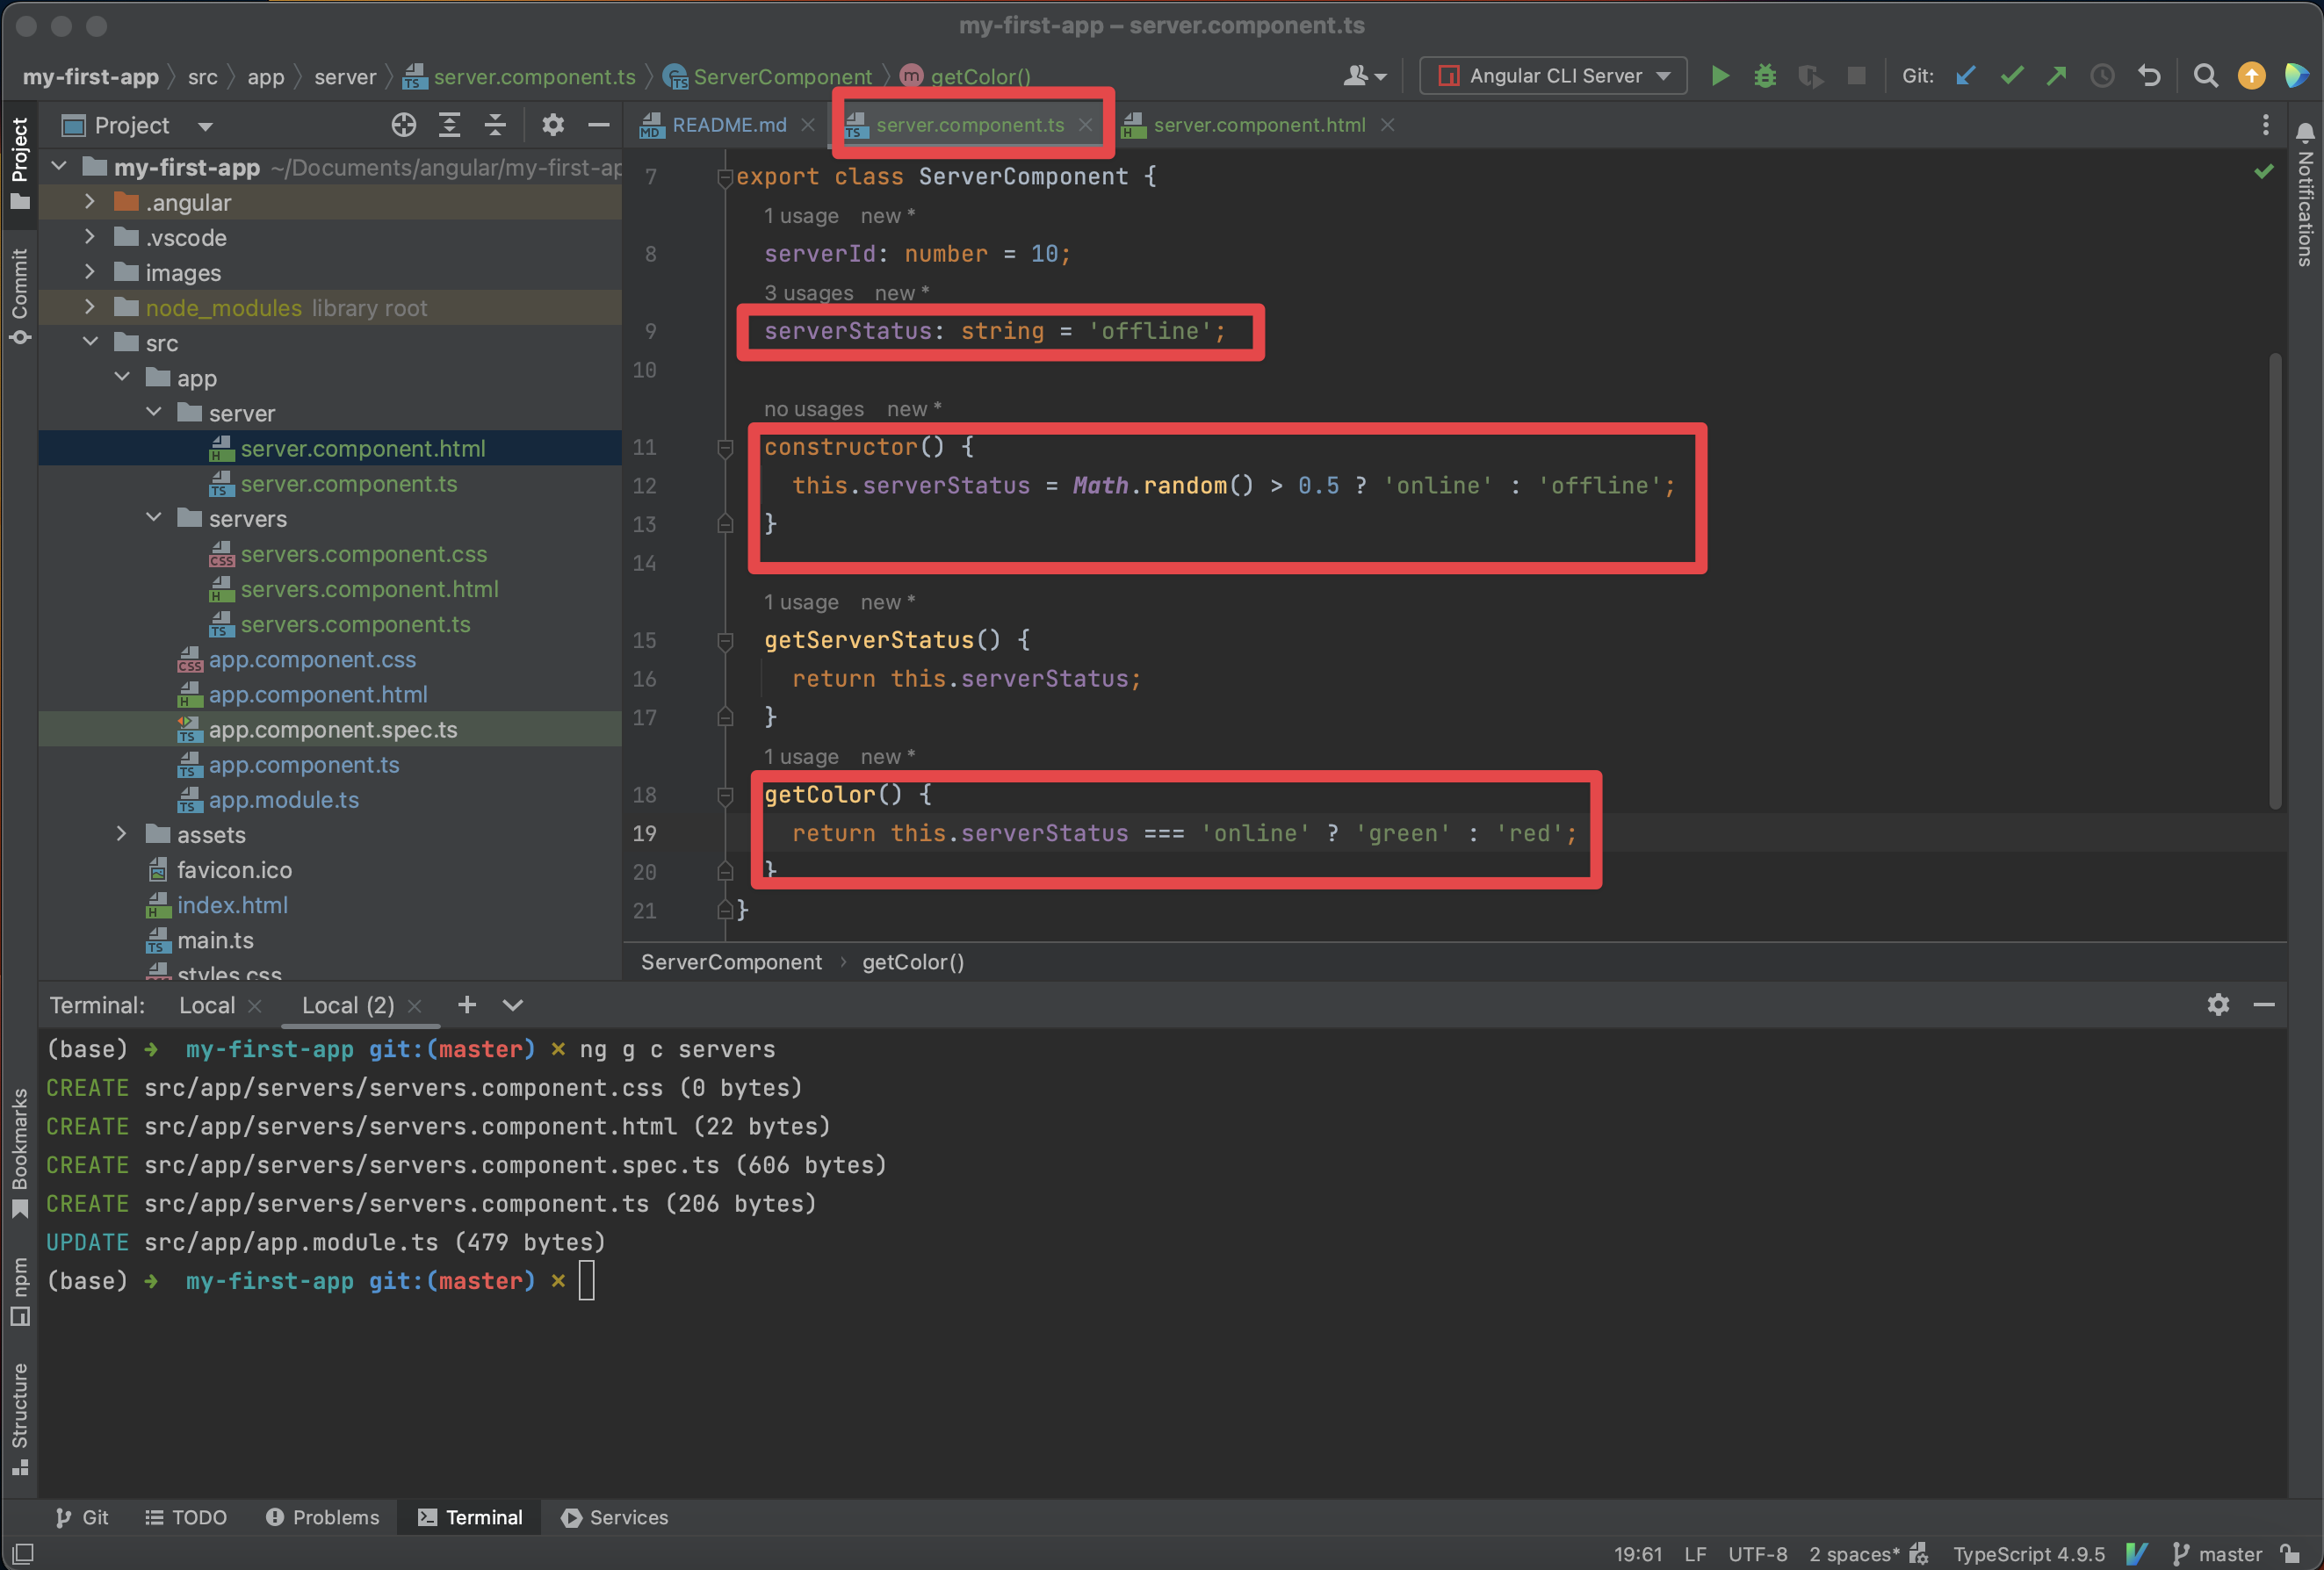 my-first-app – server.component.ts
my-first-app src app server server.component.ts ServerComponent getColor()
Angular CLI Server
Git:
Project
README.md
server.component.ts
server.component.html
Project
Commit
Bookmarks
npm
Structure
Notifications
my-first-app ~/Documents/angular/my-first-ap
.angular
.vscode
images
node_modules library root
src
app
server
server.component.html
server.component.ts
servers
servers.component.css
servers.component.html
servers.component.ts
app.component.css
app.component.html
app.component.spec.ts
app.component.ts
app.module.ts
assets
favicon.ico
index.html
main.ts
styles.css
7 export class ServerComponent {
1 usage new *
8 serverId: number = 10;
3 usages new *
9 serverStatus: string = 'offline';
10
no usages new *
11 constructor() {
12 this.serverStatus = Math.random() > 0.5 ? 'online' : 'offline';
13 }
14
1 usage new *
15 getServerStatus() {
16 return this.serverStatus;
17 }
1 usage new *
18 getColor() {
19 return this.serverStatus === 'online' ? 'green' : 'red';
20 }
21 }
ServerComponent › getColor()
Terminal: Local Local (2)
(base) ➜ my-first-app git:(master) ✗ ng g c servers
CREATE src/app/servers/servers.component.css (0 bytes)
CREATE src/app/servers/servers.component.html (22 bytes)
CREATE src/app/servers/servers.component.spec.ts (606 bytes)
CREATE src/app/servers/servers.component.ts (206 bytes)
UPDATE src/app/app.module.ts (479 bytes)
(base) ➜ my-first-app git:(master) ✗
Git TODO Problems Terminal Services
19:61 LF UTF-8 2 spaces* TypeScript 4.9.5 master